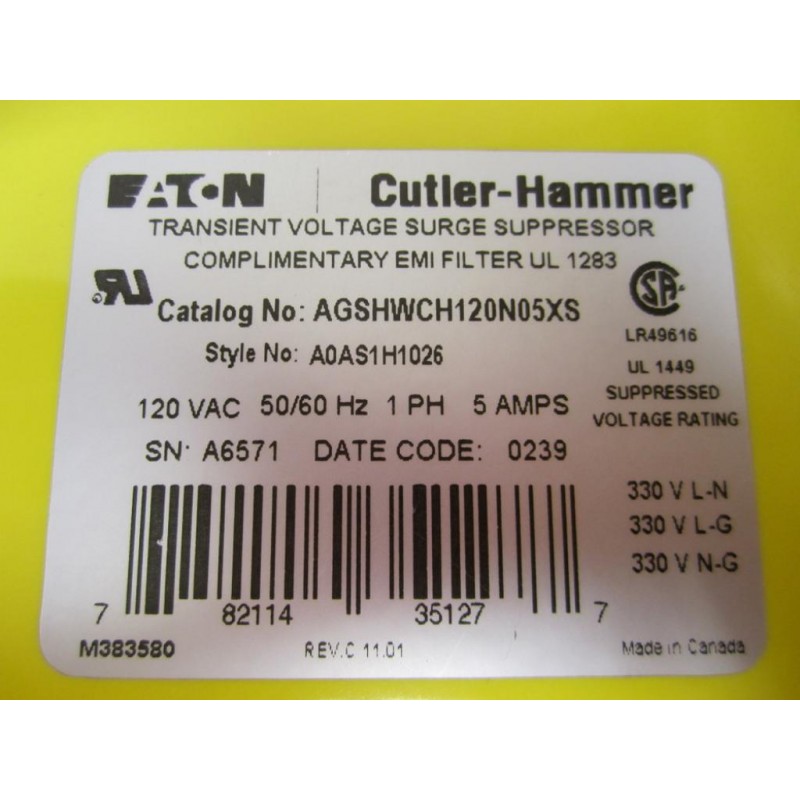 EATON | Cutler-Hammer
TRANSIENT VOLTAGE SURGE SUPPRESSOR
COMPLIMENTARY EMI FILTER UL 1283
RU
SA
Catalog No: AGSHWCH120N05XS
LR49616
Style No: A0AS1H1026
UL 1449
SUPPRESSED
VOLTAGE RATING
120 VAC 50/60 Hz 1 PH 5 AMPS
SN: A6571 DATE CODE: 0239
330 V L-N
330 V L-G
330 V N-G
7 82114 35127 7
M383580 REV.C 11.01 Made in Canada